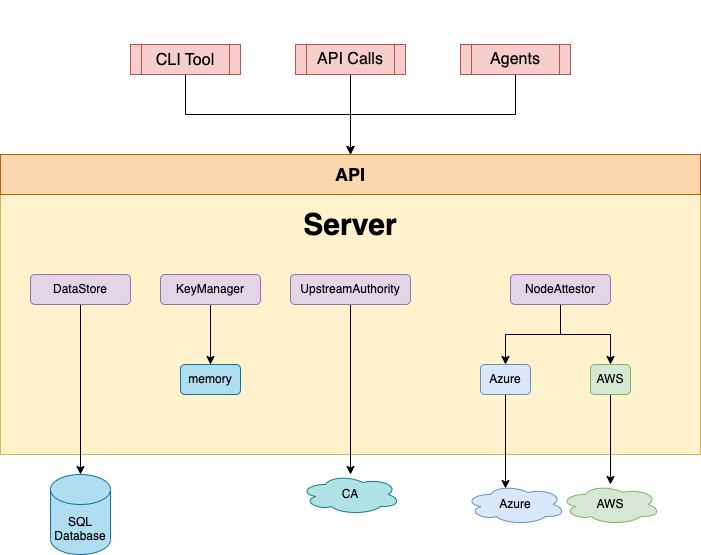 CLI Tool
API Calls
Agents
API
Server
DataStore
KeyManager
UpstreamAuthority
NodeAttestor
memory
Azure
AWS
SQL
Database
CA
Azure
AWS